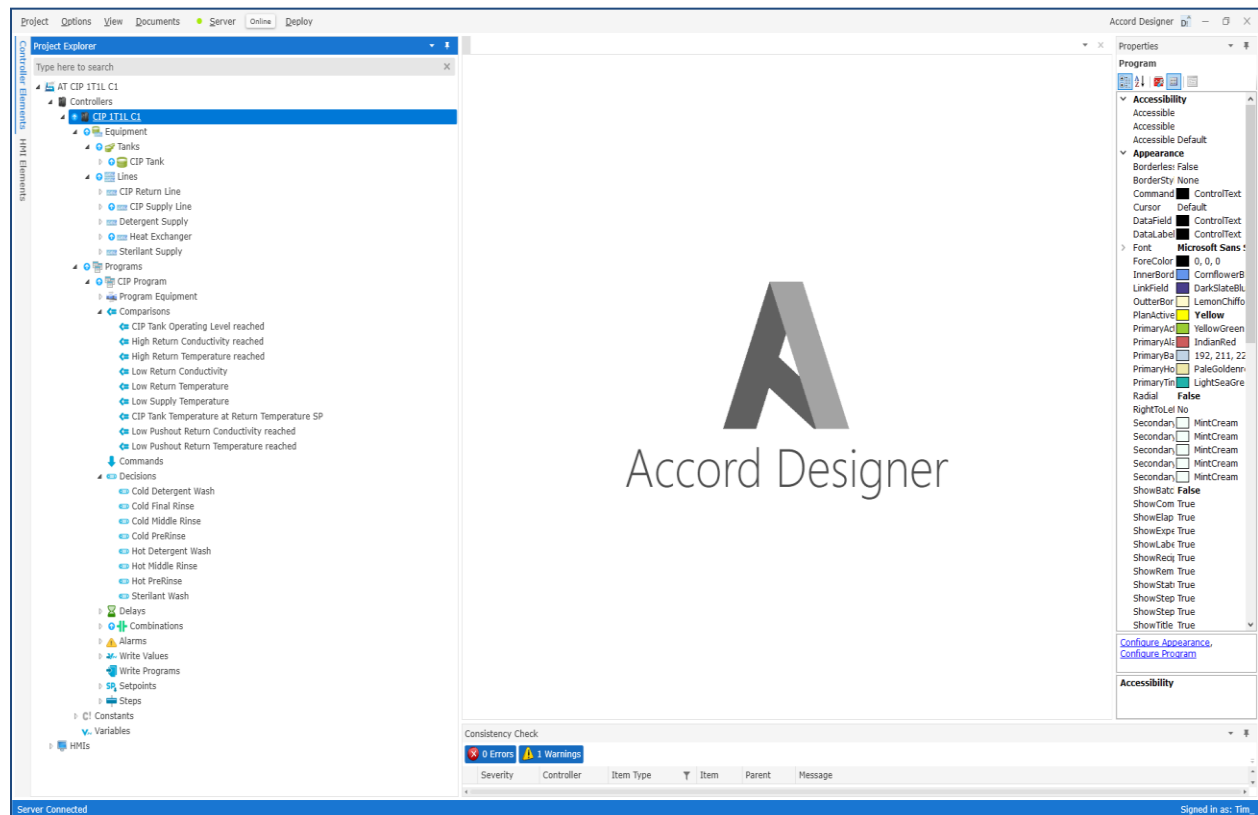 Project Options View Documents Server Online Deploy
Accord Designer
Controller Elements
HMI Elements
Project Explorer
Type here to search
AT CIP 1T1L C1
Controllers
CIP 1T1L C1
Equipment
Tanks
CIP Tank
Lines
CIP Return Line
CIP Supply Line
Detergent Supply
Heat Exchanger
Sterilant Supply
Programs
CIP Program
Program Equipment
Comparisons
CIP Tank Operating Level reached
High Return Conductivity reached
High Return Temperature reached
Low Return Conductivity
Low Return Temperature
Low Supply Temperature
CIP Tank Temperature at Return Temperature SP
Low Pushout Return Conductivity reached
Low Pushout Return Temperature reached
Commands
Decisions
Cold Detergent Wash
Cold Final Rinse
Cold Middle Rinse
Cold PreRinse
Hot Detergent Wash
Hot Middle Rinse
Hot PreRinse
Sterilant Wash
Delays
Combinations
Alarms
Write Values
Write Programs
SP Setpoints
Steps
C! Constants
V.. Variables
HMIs
Accord Designer
Consistency Check
0 Errors 1 Warnings
Severity Controller Item Type Item Parent Message
Properties
Program
Accessibility
Accessible
Accessible
Accessible Default
Appearance
Borderless False
BorderSty None
Command ControlText
Cursor Default
DataField ControlText
DataLabel ControlText
Font Microsoft Sans S
ForeColor 0, 0, 0
InnerBord CornflowerB
LinkField DarkSlateBlu
OutterBor LemonChiffo
PlanActive Yellow
PrimaryAct YellowGreen
PrimaryAla IndianRed
PrimaryBa 192, 211, 22
PrimaryHo PaleGoldenr
PrimaryTin LightSeaGre
Radial False
RightToLef No
Secondary MintCream
Secondary MintCream
Secondary MintCream
Secondary MintCream
Secondary MintCream
ShowBatc False
ShowCom True
ShowElap True
ShowExpe True
ShowLabe True
ShowReci True
ShowRem True
ShowStat True
ShowStep True
ShowStep True
ShowTitle True
Configure Appearance,
Configure Program
Accessibility
Server Connected
Signed in as: Tim_